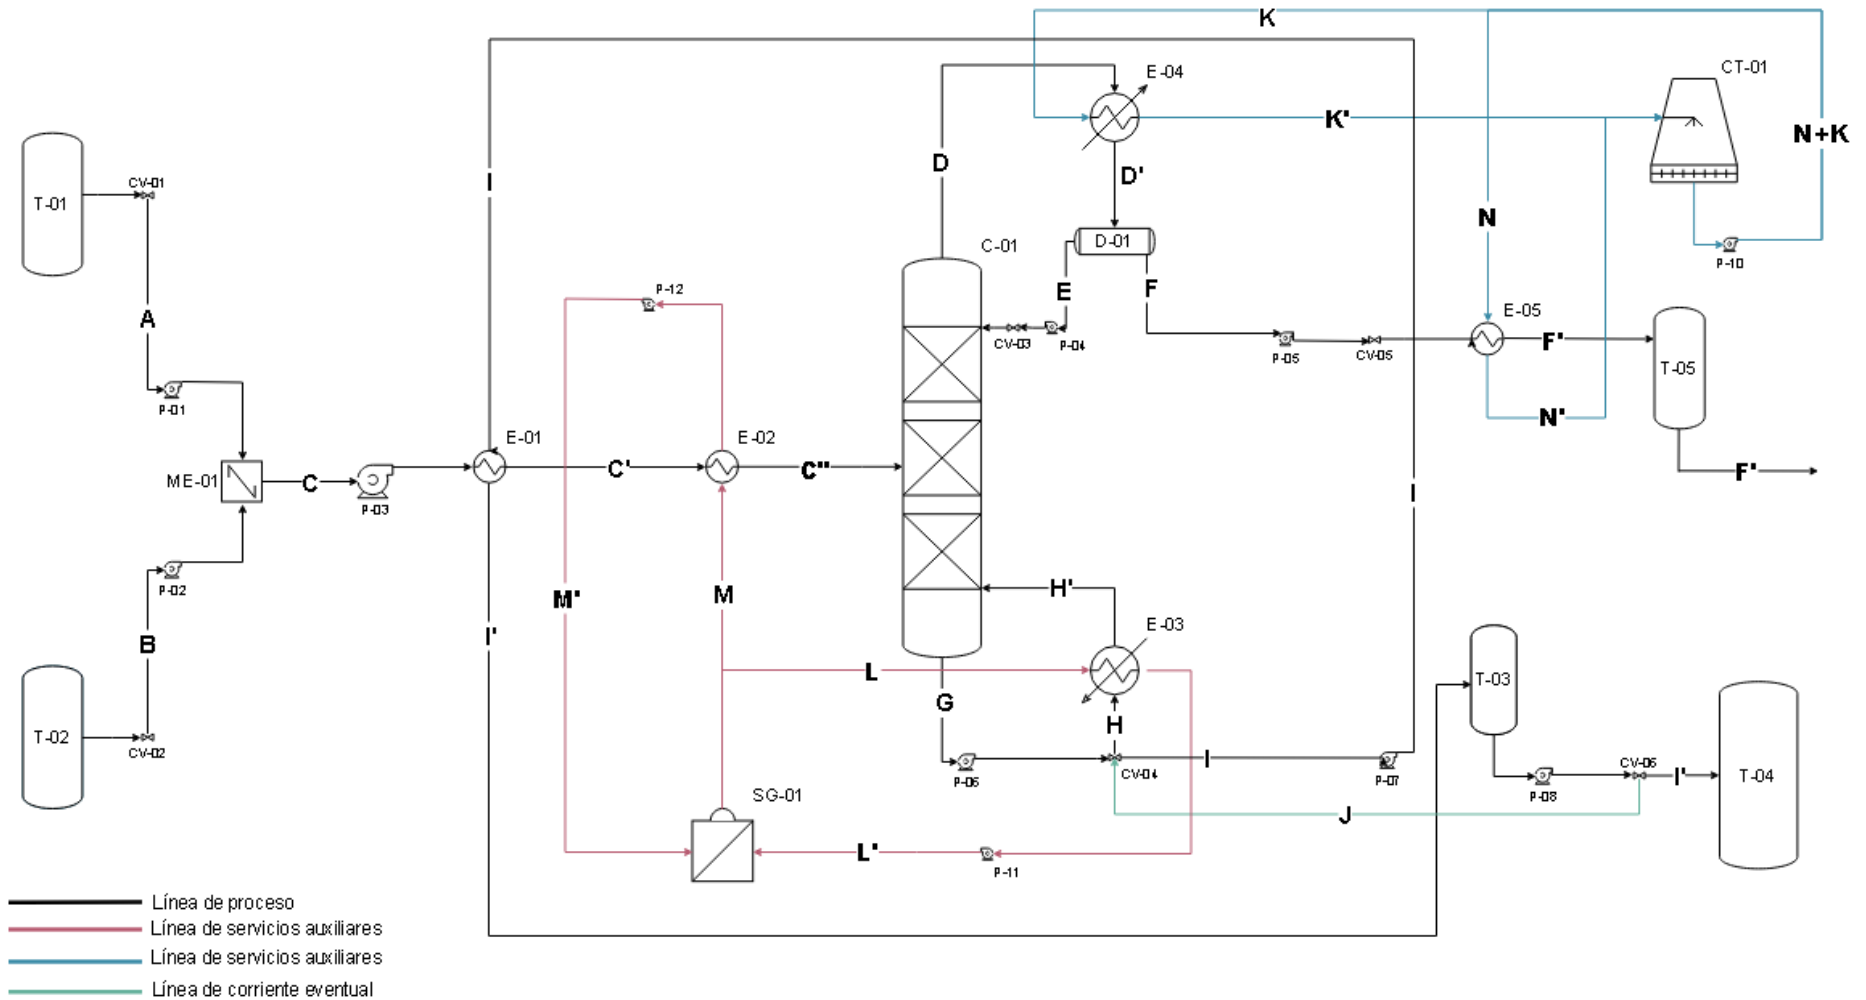 K
E-04
CT-01
K'
N+K
T-01
CV-01
I
D
D'
N
C-01
D-01
P-10
A
P-12
E
F
CV-03
P-04
P-05
CV-05
E-05
F'
T-05
P-01
N'
ME-01
C
P-03
E-01
C'
E-02
C''
F'
I
P-02
B
M'
M
H'
E-03
I'
T-02
CV-02
L
G
H
T-03
P-06
CV-04
I
P-07
P-08
CV-06
I'
T-04
SG-01
J
L'
P-11
Línea de proceso
Línea de servicios auxiliares
Línea de servicios auxiliares
Línea de corriente eventual